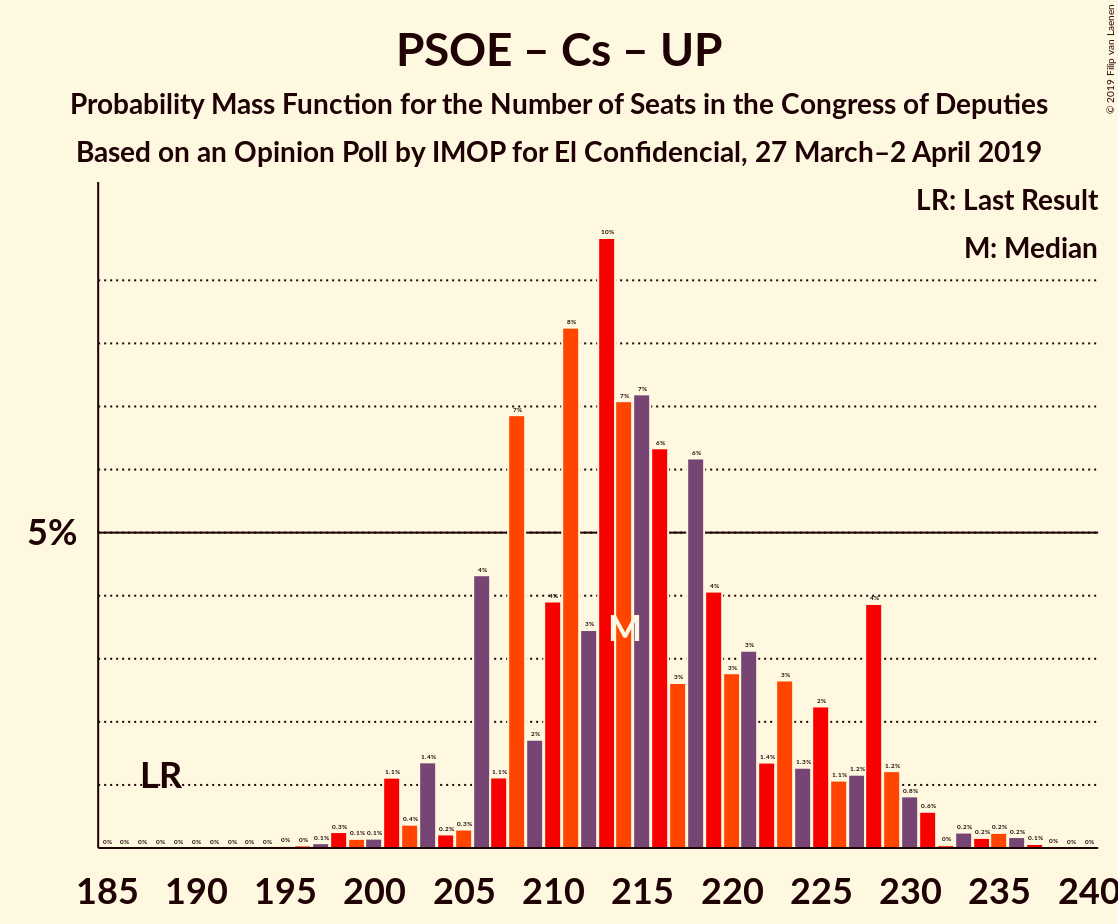 PSOE – Cs – UP
Probability Mass Function for the Number of Seats in the Congress of Deputies
Based on an Opinion Poll by IMOP for El Confidencial, 27 March–2 April 2019
© 2019 Filip van Laenen
LR: Last Result
M: Median
5%
LR
M
0% 0% 0% 0% 0% 0% 0% 0% 0% 0% 0% 0% 0.1% 0.3% 0.1% 0.1% 1.1% 0.4% 1.4% 0.2% 0.3% 4% 1.1% 7% 2% 4% 8% 3% 10% 7% 7% 6% 3% 6% 4% 3% 3% 1.4% 3% 1.3% 2% 1.1% 1.2% 4% 1.2% 0.8% 0.6% 0% 0.2% 0.2% 0.2% 0.2% 0.1% 0% 0% 0%
185 190 195 200 205 210 215 220 225 230 235 240